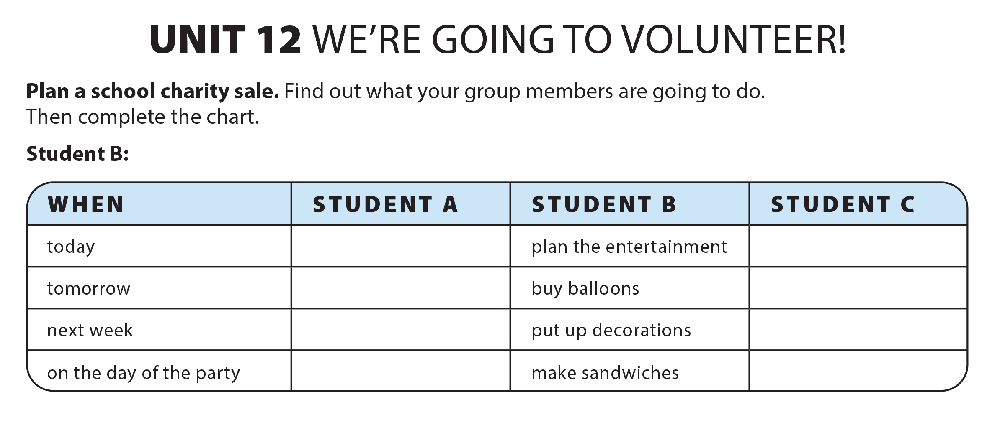 UNIT 12 WE’RE GOING TO VOLUNTEER!
Plan a school charity sale. Find out what your group members are going to do.
Then complete the chart.
Student B:
WHEN STUDENT A STUDENT B STUDENT C
today plan the entertainment
tomorrow buy balloons
next week put up decorations
on the day of the party make sandwiches